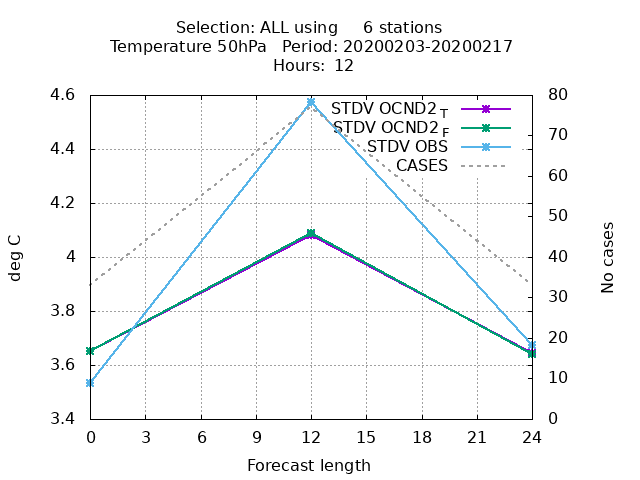 Selection: ALL using     6 stations
Temperature 50hPa   Period: 20200203-20200217
Hours: 12
STDV OCND2_T
STDV OCND2_F
STDV OBS
CASES
deg C
No cases
4.6
4.4
4.2
4
3.8
3.6
3.4
80
70
60
50
40
30
20
10
0
0 3 6 9 12 15 18 21 24
Forecast length